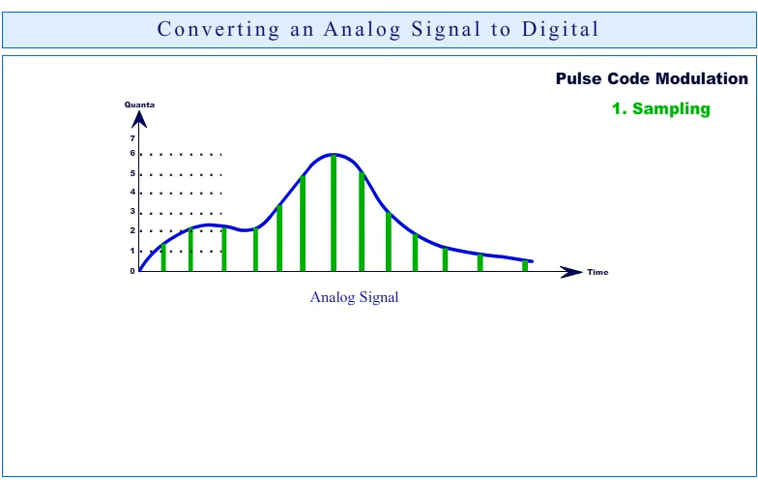 Converting an Analog Signal to Digital
Pulse Code Modulation
1. Sampling
Quanta
7
6
5
4
3
2
1
0
Time
Analog Signal